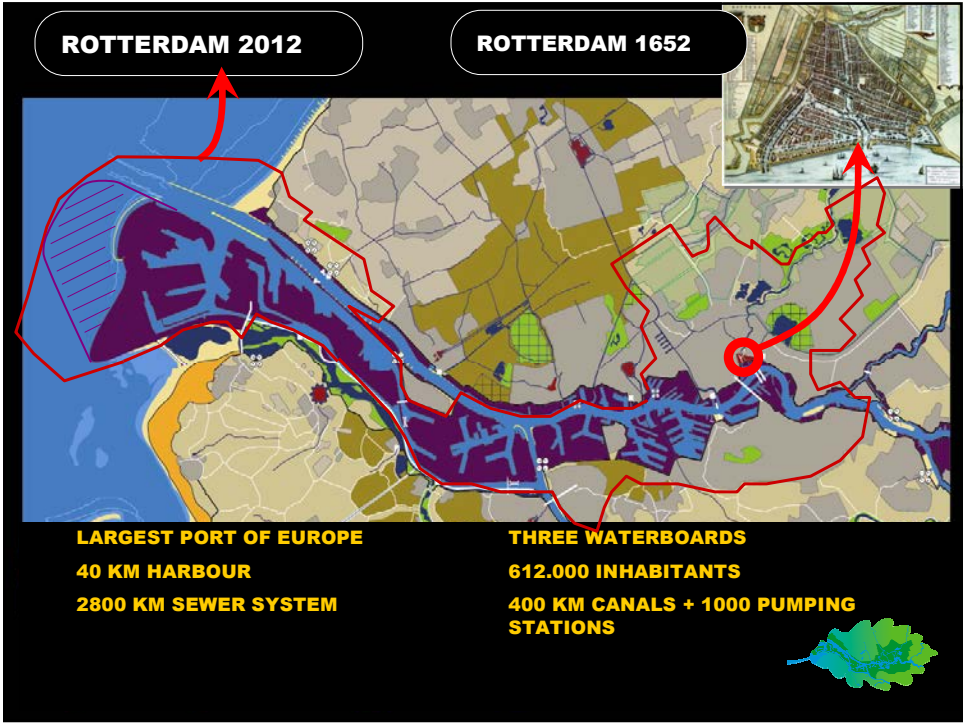 ROTTERDAM 2012
ROTTERDAM 1652
LARGEST PORT OF EUROPE
40 KM HARBOUR
2800 KM SEWER SYSTEM
THREE WATERBOARDS
612.000 INHABITANTS
400 KM CANALS + 1000 PUMPING
STATIONS